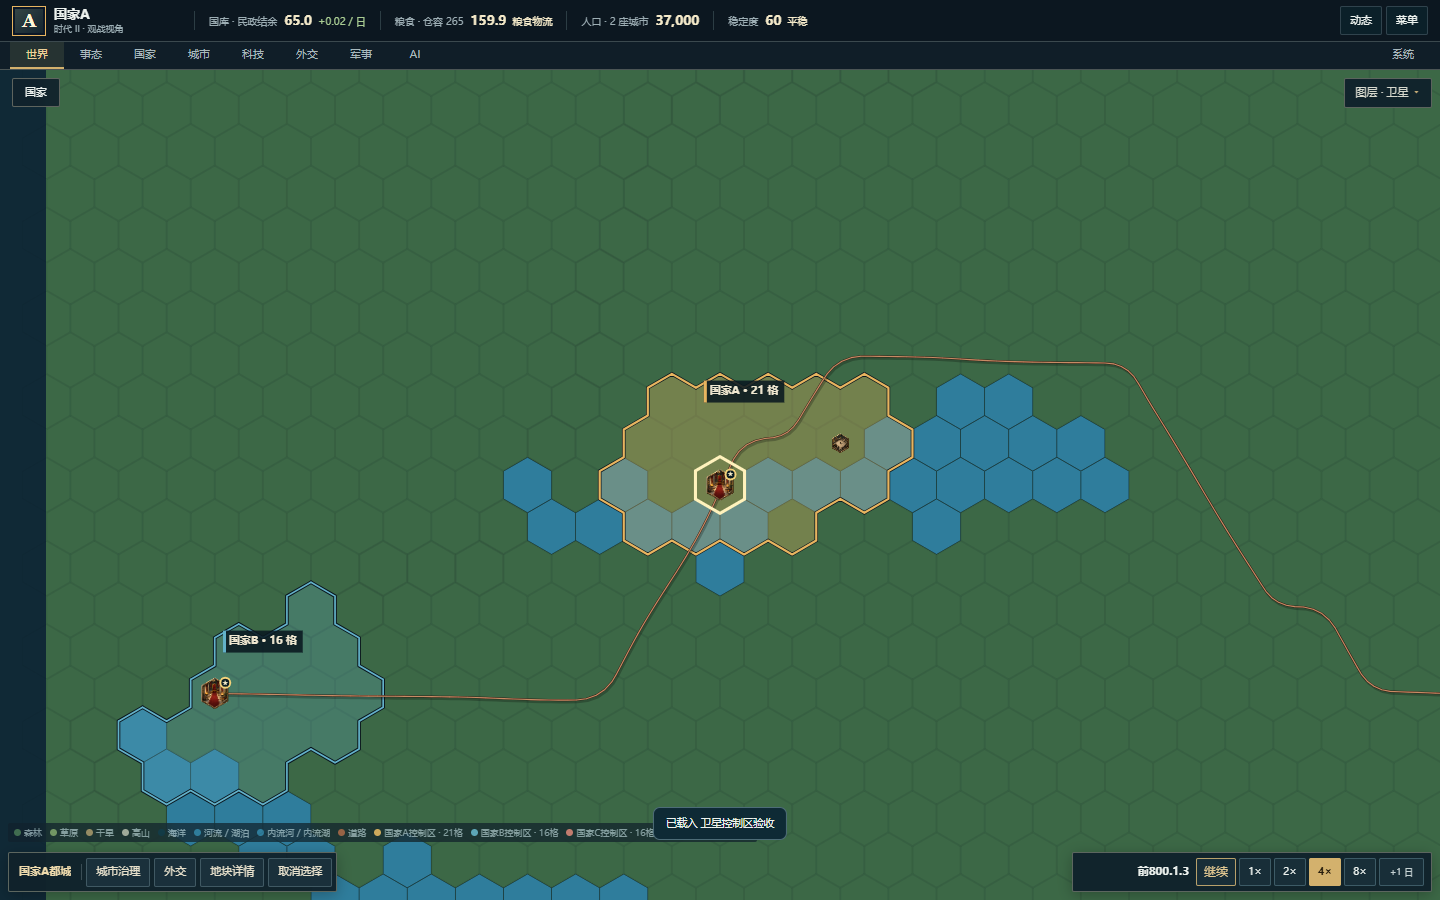 A 国家A 时代 II · 观战视角 国库 · 民政结余 65.0 +0.02 / 日 粮食 · 仓容 265 159.9 粮食物流 人口 · 2 座城市 37,000 稳定度 60 平稳 动态 菜单
世界 事态 国家 城市 科技 外交 军事 AI 系统
国家 图层 · 卫星
国家A • 21 格
国家B • 16 格
森林 草原 干旱 高山 海洋 河流 / 湖泊 内流河 / 内流湖 道路 国家A控制区 · 21格 国家B控制区 · 16格 国家C控制区 · 16格
已载入 卫星控制区验收
国家A都城 城市治理 外交 地块详情 取消选择
前800.1.3 继续 1× 2× 4× 8× +1 日